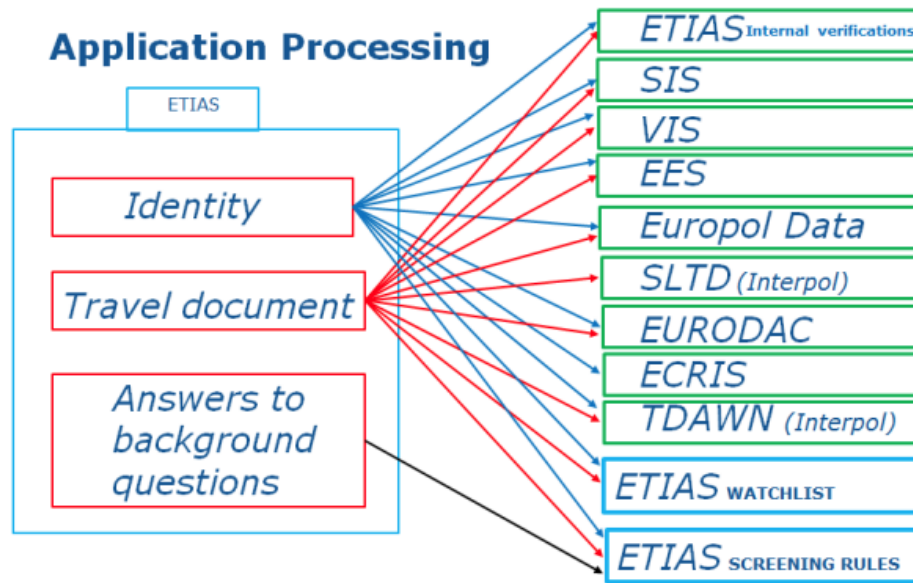 Application Processing
ETIAS
Identity
Travel document
Answers to
background
questions
ETIAS Internal verifications
SIS
VIS
EES
Europol Data
SLTD (Interpol)
EURODAC
ECRIS
TDAWN (Interpol)
ETIAS WATCHLIST
ETIAS SCREENING RULES